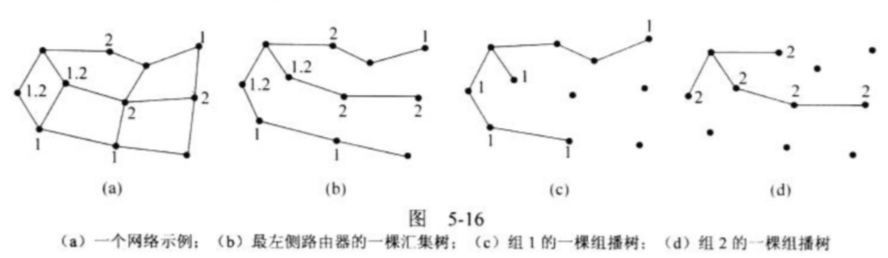 2 1 2 1 1
1.2 1.2 1.2 1.2 1 1 2
2 2 2 2 2 2 2 2
1 1 1 1 1 1
(a) (b) (c) (d)
图 5-16
(a) 一个网络示例; (b) 最左侧路由器的一棵汇集树; (c) 组 1 的一棵组播树; (d) 组 2 的一棵组播树